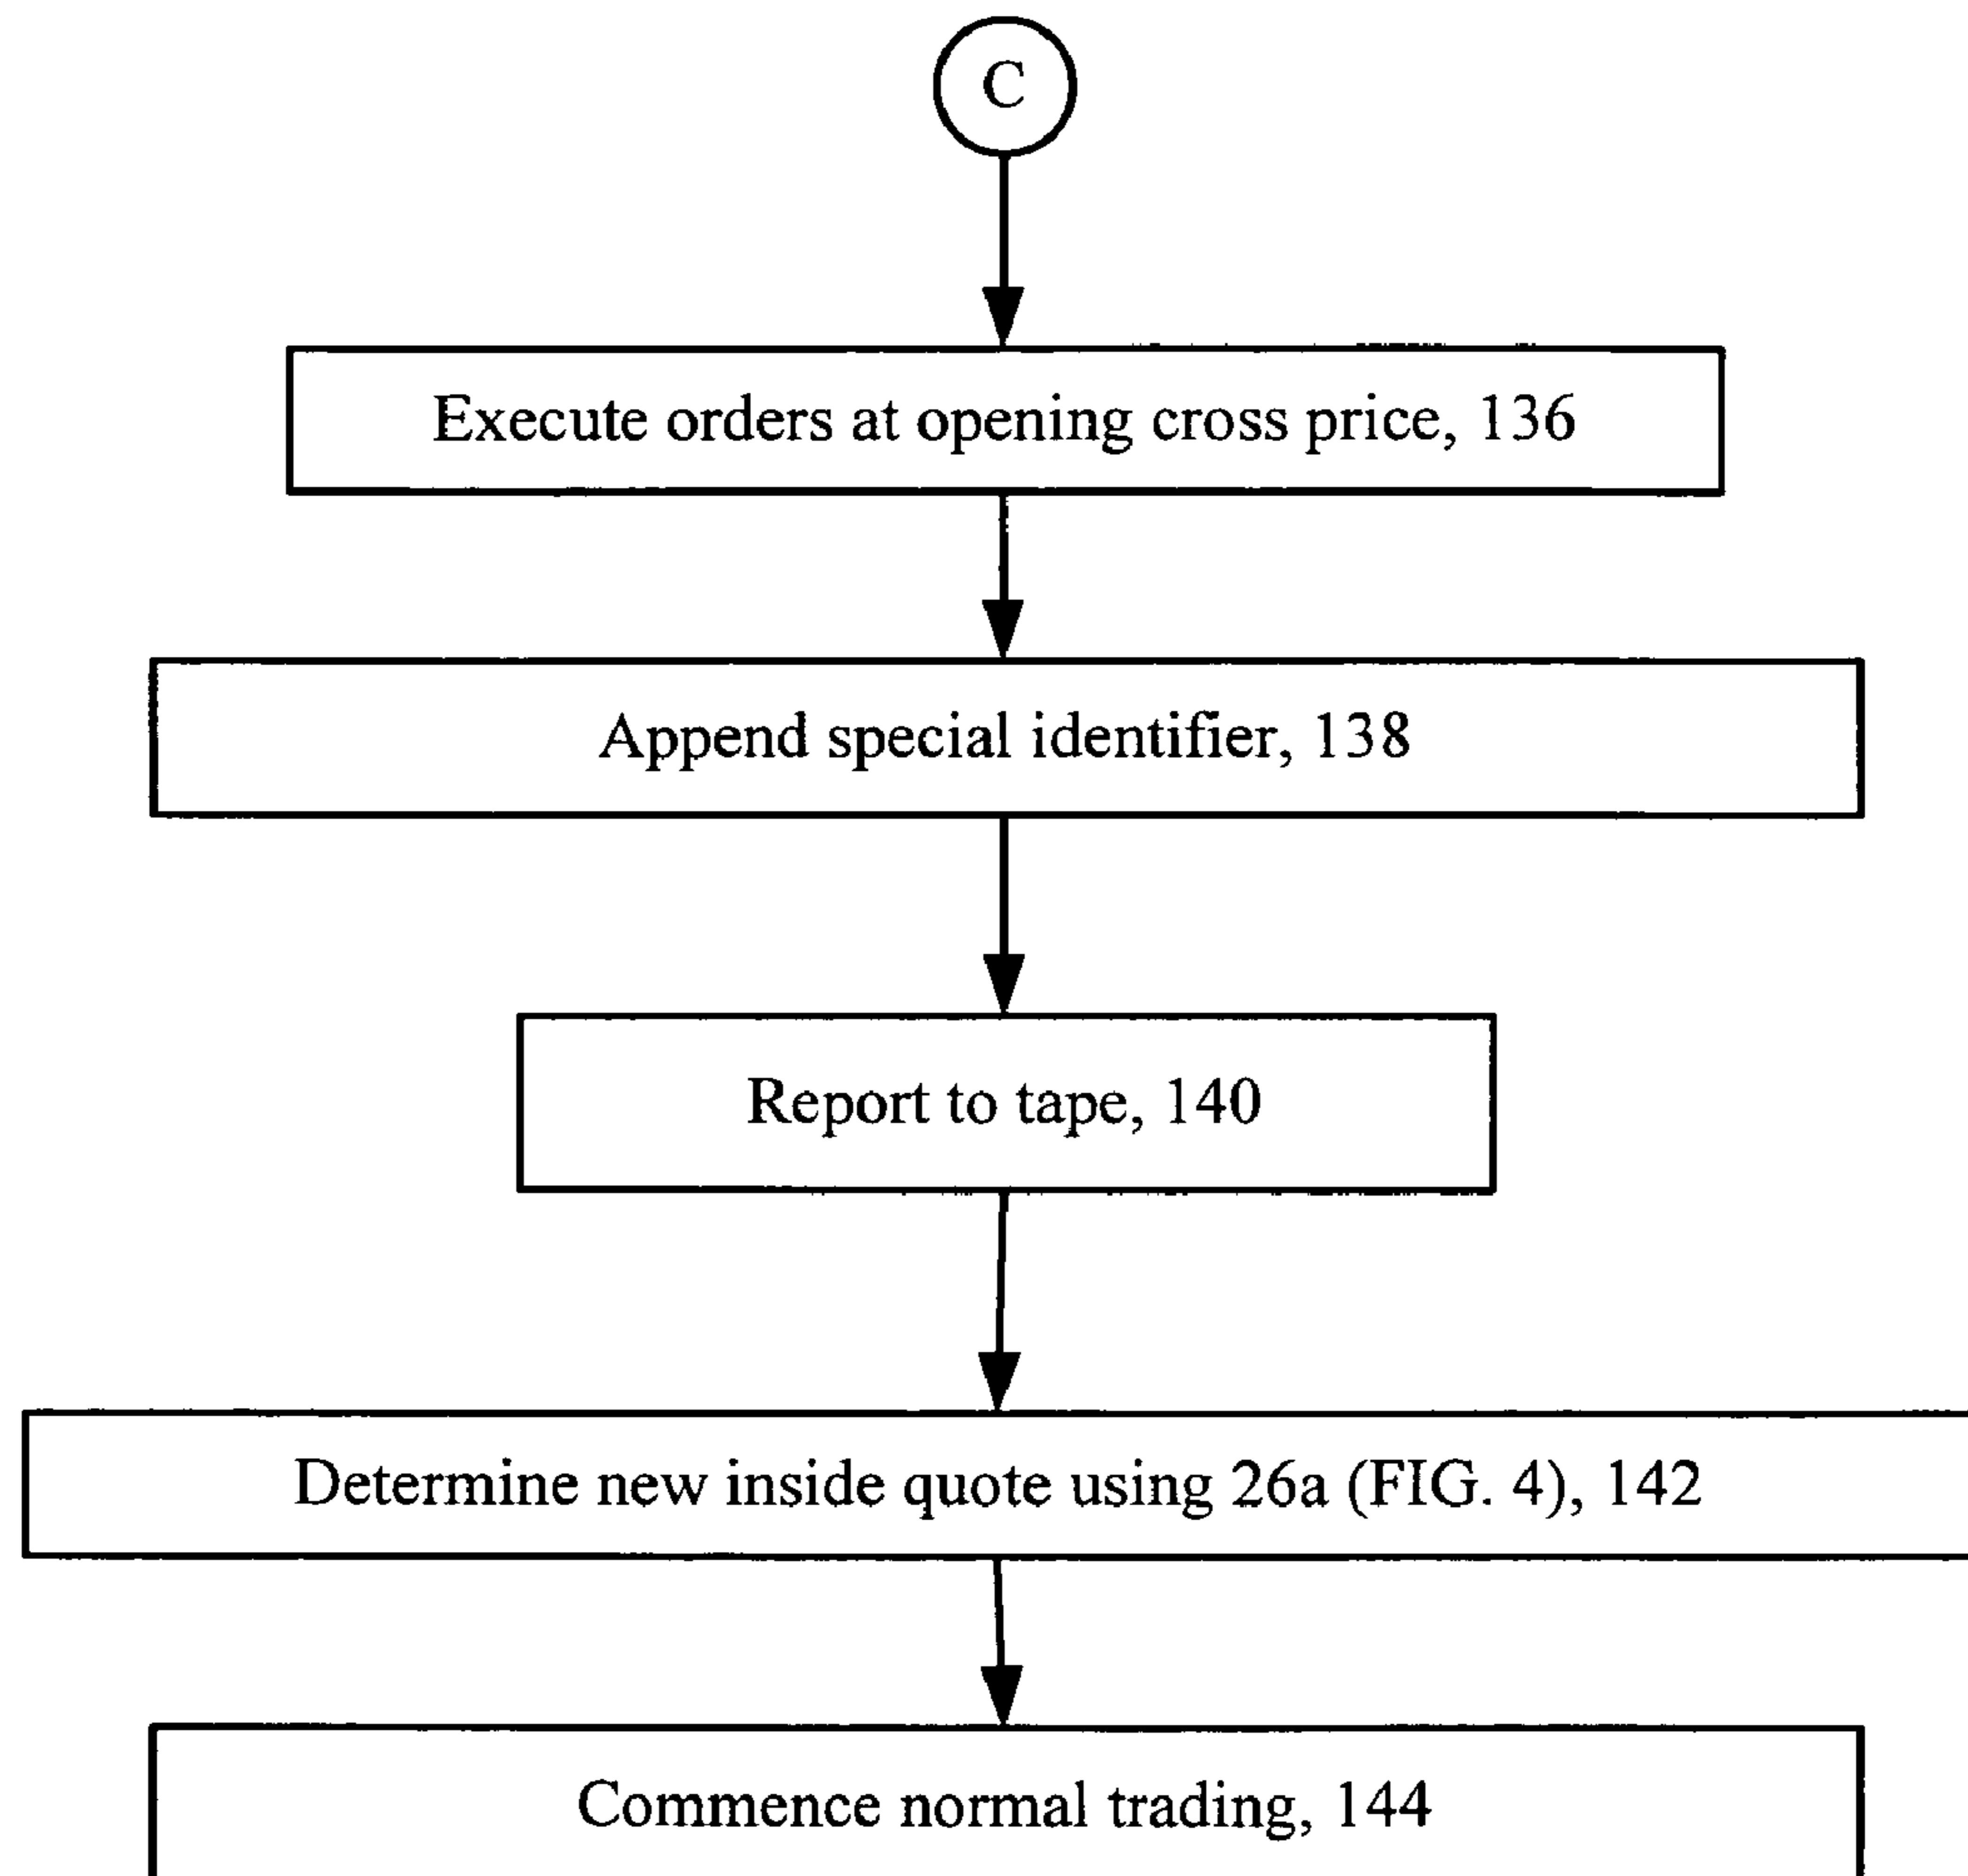 C
Execute orders at opening cross price, 136
Append special identifier, 138
Report to tape, 140
Determine new inside quote using 26a (FIG. 4), 142
Commence normal trading, 144